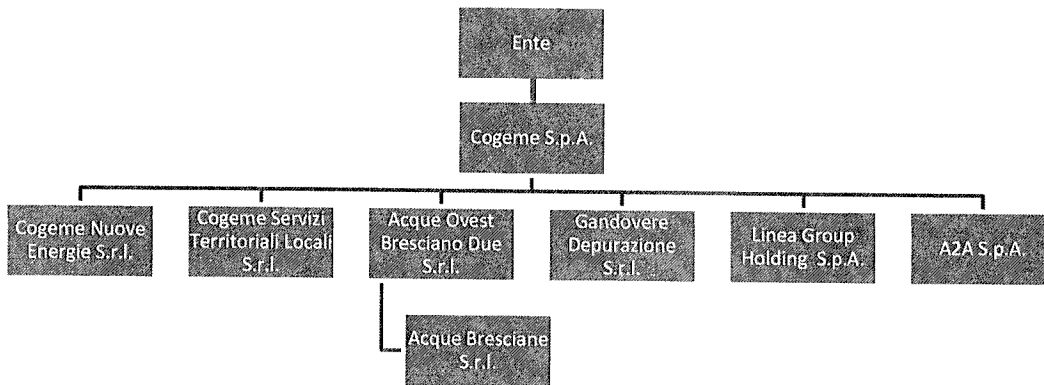 Ente
Cogeme S.p.A.
Cogeme Nuove
Energie S.r.l.
Cogeme Servizi
Territoriali Locali
S.r.l.
Acque Ovest
Bresciano Due
S.r.l.
Gandovere
Depurazione
S.r.l.
Linea Group
Holding S.p.A.
A2A S.p.A.
Acque Bresciane
S.r.l.